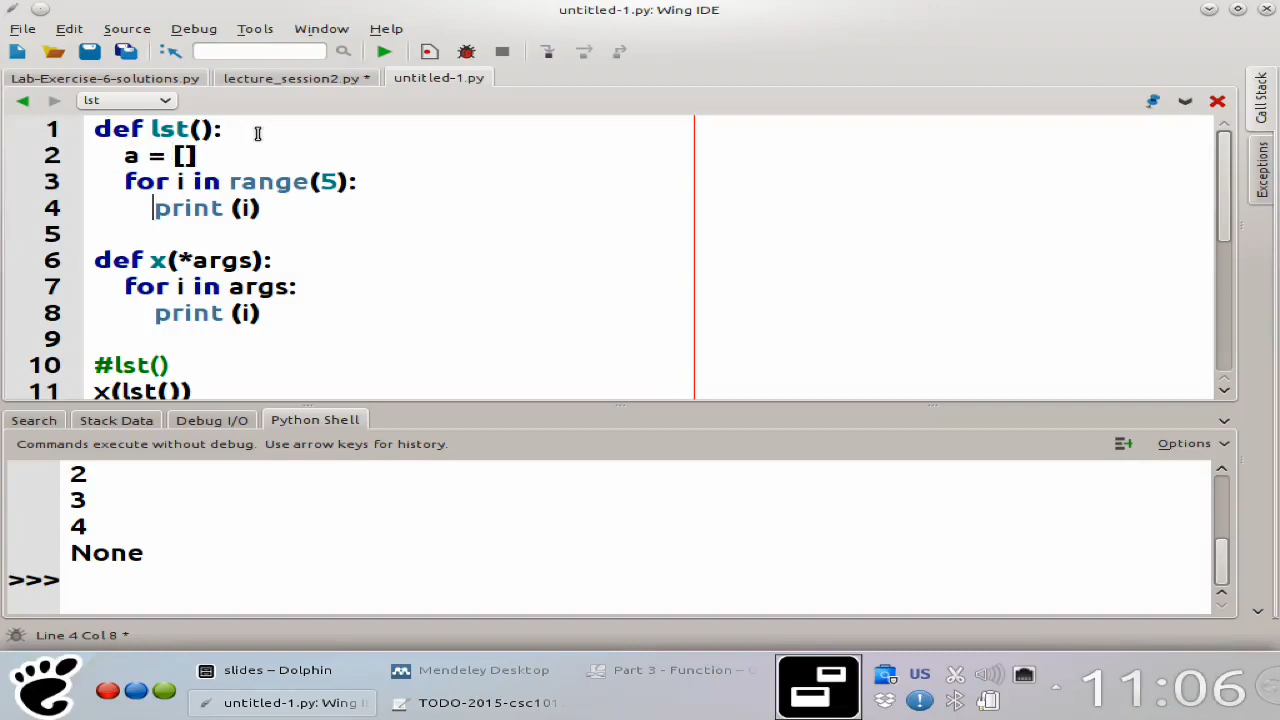 untitled-1.py: Wing IDE
File Edit Source Debug Tools Window Help
Lab-Exercise-6-solutions.py lecture_session2.py * untitled-1.py
lst
1 def lst():
2 a = []
3 for i in range(5):
4 print (i)
5
6 def x(*args):
7 for i in args:
8 print (i)
9
10 #lst()
11 x(lst())
Call Stack
Exceptions
Search Stack Data Debug I/O Python Shell
Commands execute without debug. Use arrow keys for history.
Options
2
3
4
None
>>>
Line 4 Col 8 *
slides – Dolphin Mendeley Desktop Part 3 - Function –
untitled-1.py: Wing TODO-2015-csc101
US
11:06